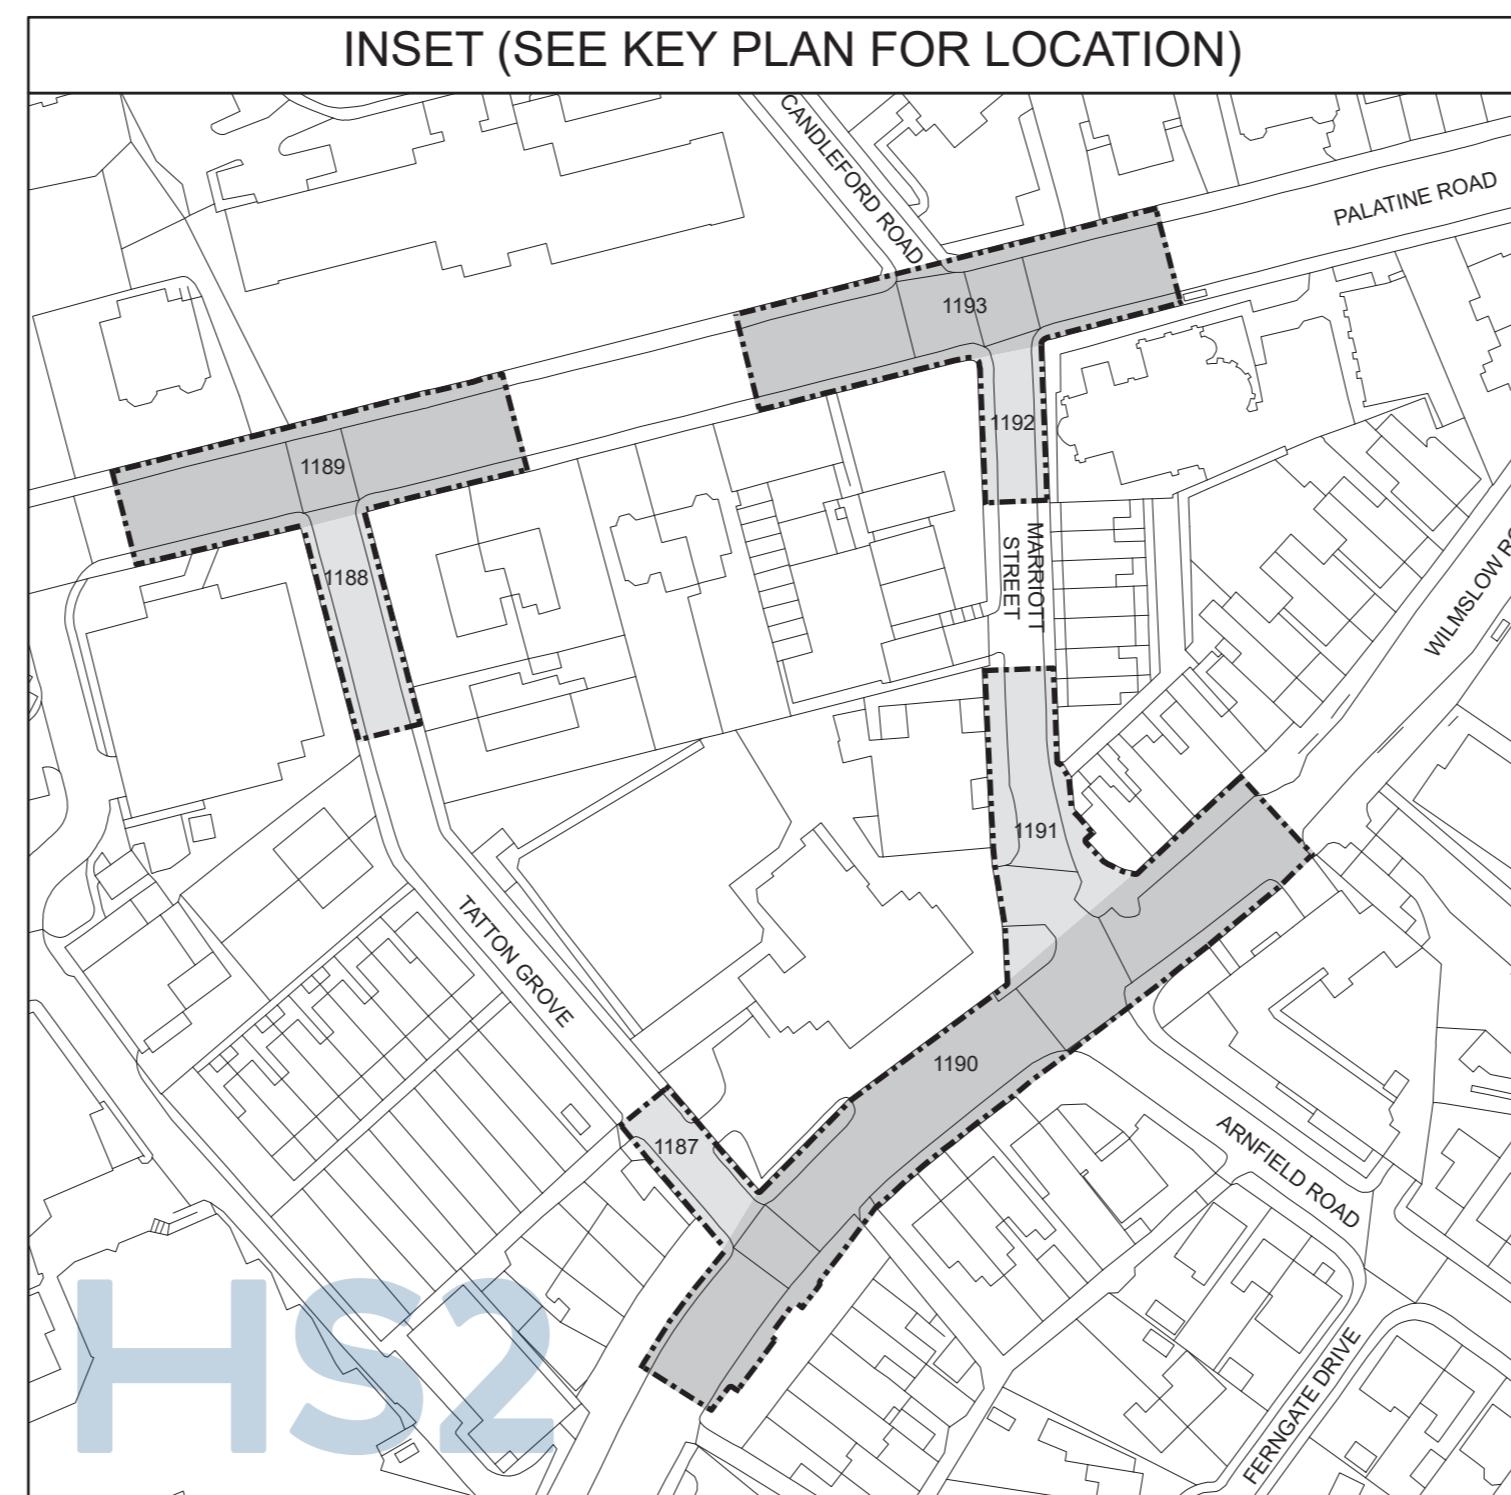 INSET (SEE KEY PLAN FOR LOCATION)
CANDLEFORD ROAD
PALATINE ROAD
1193
1189
1192
1188
MARRIOTT
STREET
WILMSLOW
1191
TATTON GROVE
1190
1187
ARNFIELD ROAD
FERNGATE DRIVE
HS2